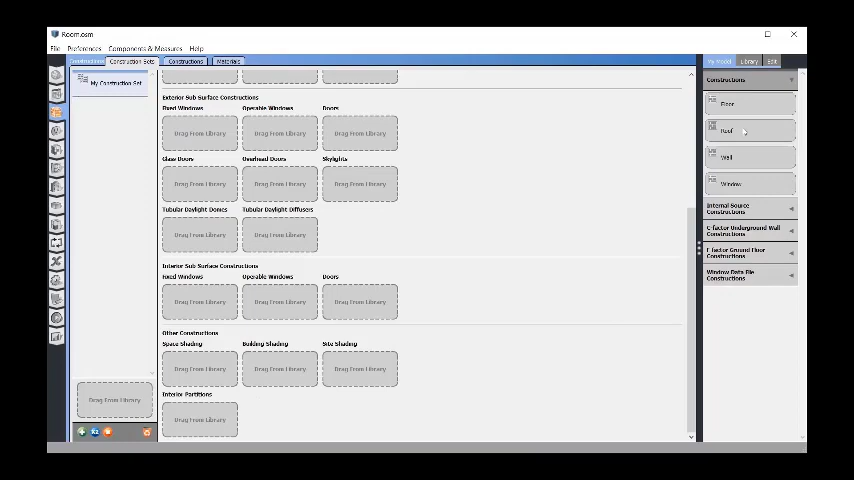 Room.osm
File Preferences Components & Measures Help
Constructions Construction Sets Constructions Materials My Model Library Edit
My Construction Set
Exterior Sub Surface Constructions
Fixed Windows Operable Windows Doors
Drag From Library Drag From Library Drag From Library
Glass Doors Overhead Doors Skylights
Drag From Library Drag From Library Drag From Library
Tubular Daylight Domes Tubular Daylight Diffusers
Drag From Library Drag From Library
Interior Sub Surface Constructions
Fixed Windows Operable Windows Doors
Drag From Library Drag From Library Drag From Library
Other Constructions
Space Shading Building Shading Site Shading
Drag From Library Drag From Library Drag From Library
Interior Partitions
Drag From Library
Drag From Library
Constructions
Floor
Roof
Wall
Window
Internal Source
Constructions
C-factor Underground Wall
Constructions
F-factor Ground Floor
Constructions
Window Data File
Constructions